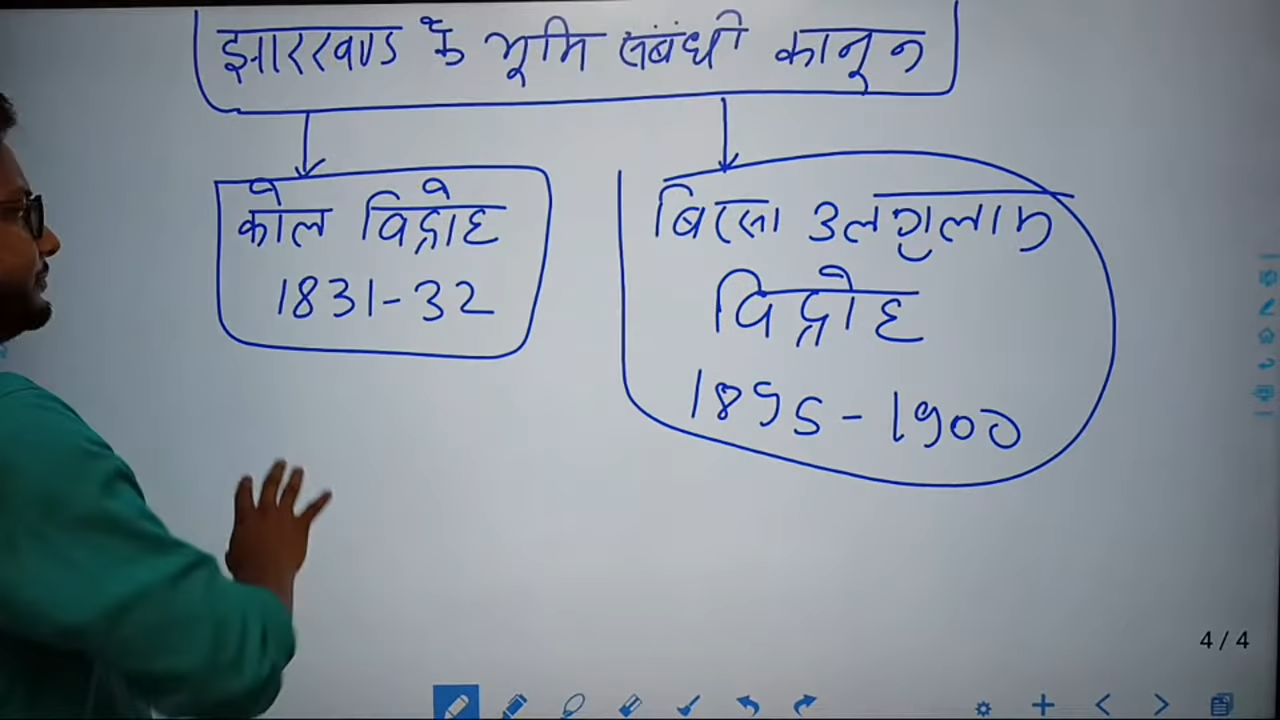 झारखण्ड के भूमि संबंधी कानून
कोल विद्रोह
1831-32
बिरसा उलगुलान
विद्रोह
1895-1900
4/4